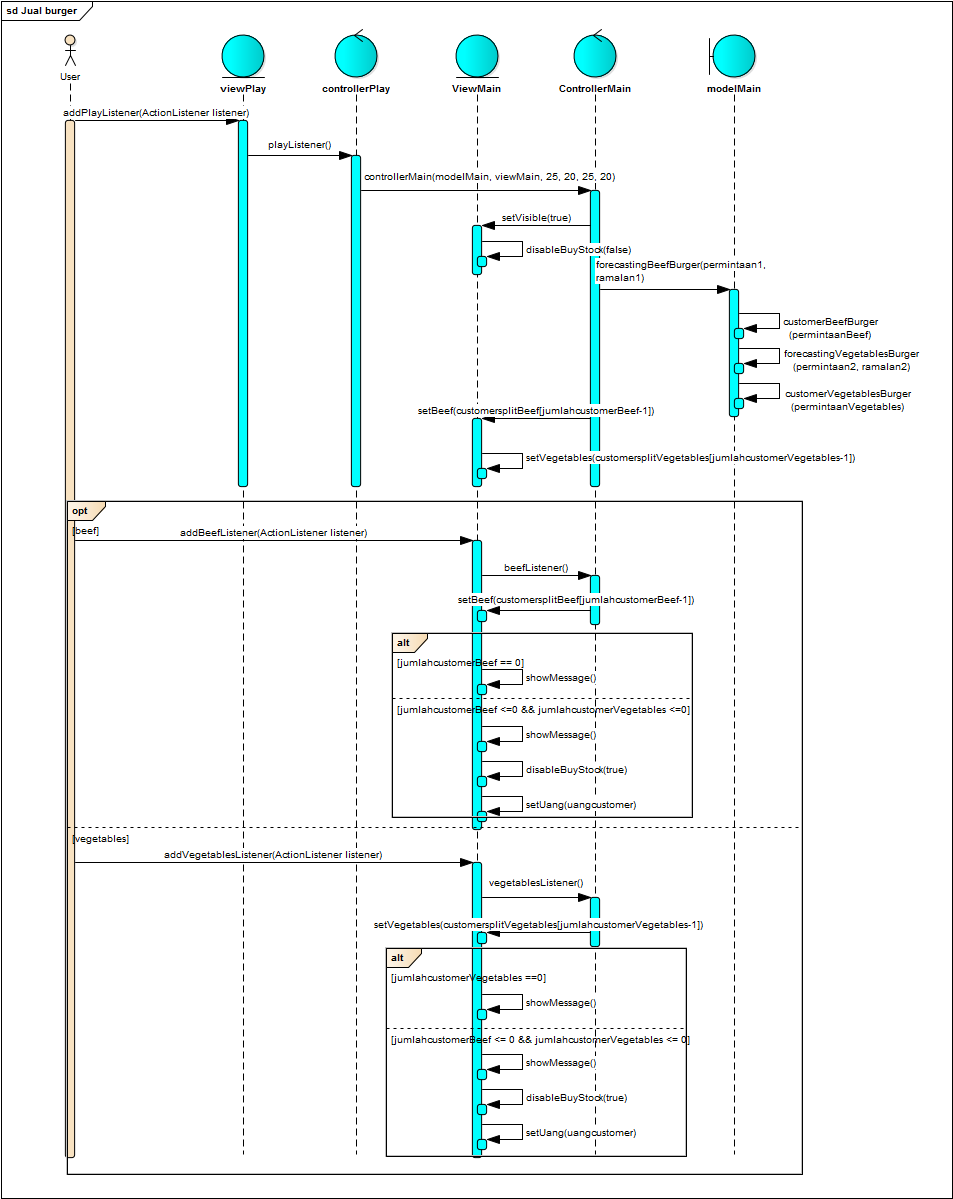 sd Jual burger
User
viewPlay
controllerPlay
ViewMain
ControllerMain
modelMain
addPlayListener(ActionListener listener)
playListener()
controllerMain(modelMain, viewMain, 25, 20, 25, 20)
setVisible(true)
disableBuyStock(false)
forecastingBeefBurger(permintaan1,
ramalan1)
customerBeefBurger
(permintaanBeef)
forecastingVegetablesBurger
(permintaan2, ramalan2)
customerVegetablesBurger
(permintaanVegetables)
setBeef(customersplitBeef[jumlahcustomerBeef-1])
setVegetables(customersplitVegetables[jumlahcustomerVegetables-1])
opt
[beef]
addBeefListener(ActionListener listener)
beefListener()
setBeef(customersplitBeef[jumlahcustomerBeef-1])
alt
[jumlahcustomerBeef == 0]
showMessage()
[jumlahcustomerBeef <=0 && jumlahcustomerVegetables <=0]
showMessage()
disableBuyStock(true)
setUang(uangcustomer)
[vegetables]
addVegetablesListener(ActionListener listener)
vegetablesListener()
setVegetables(customersplitVegetables[jumlahcustomerVegetables-1])
alt
[jumlahcustomerVegetables ==0]
showMessage()
[jumlahcustomerBeef <= 0 && jumlahcustomerVegetables <= 0]
showMessage()
disableBuyStock(true)
setUang(uangcustomer)